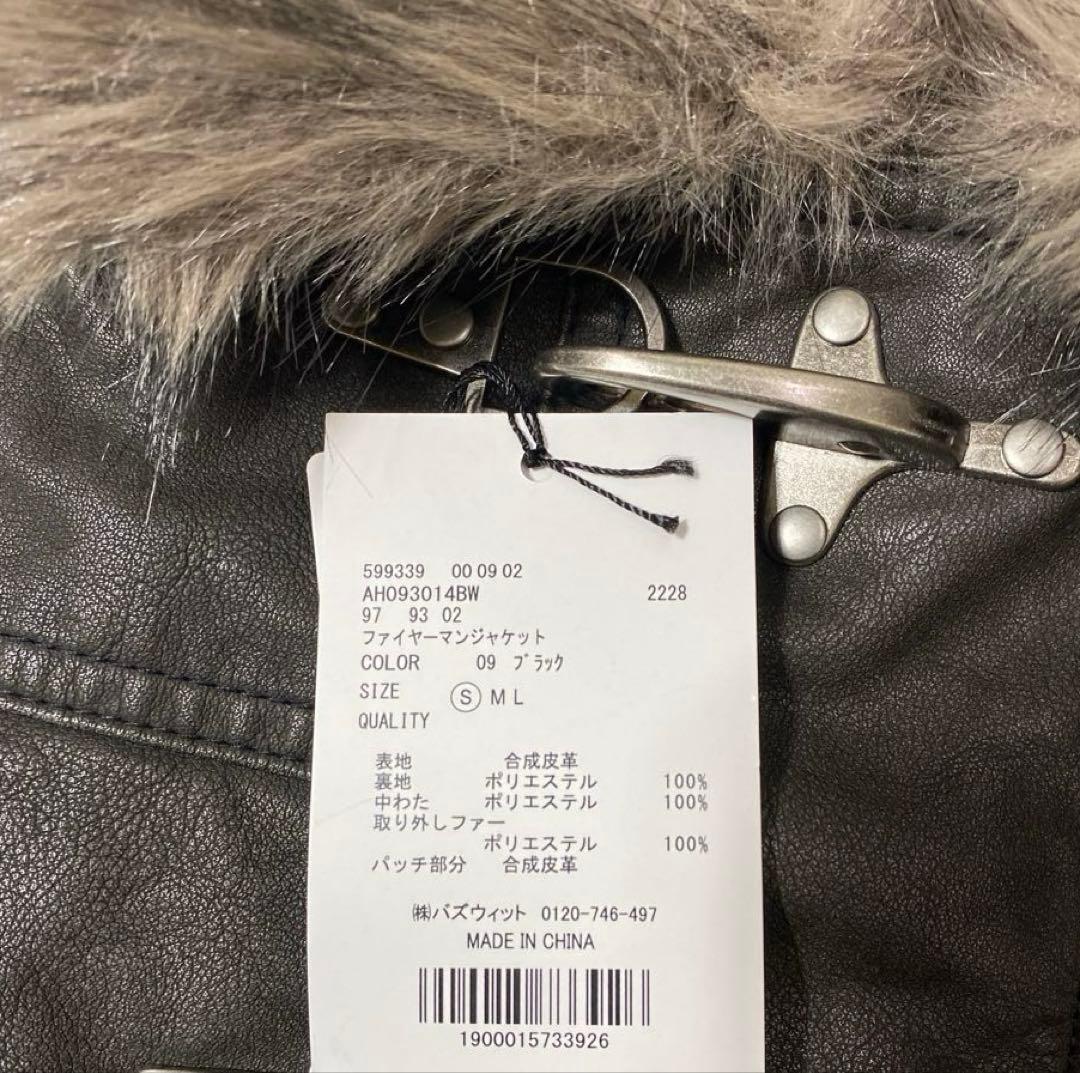 599339 00 09 02
AH093014BW 2228
97 93 02
ファイヤーマンジャケット
COLOR 09 ブラック
SIZE Ⓢ M L
QUALITY
表地 合成皮革
裏地 ポリエステル 100%
中わた ポリエステル 100%
取り外しファー
ポリエステル 100%
パッチ部分 合成皮革
㈱バズウィット 0120-746-497
MADE IN CHINA
1900015733926